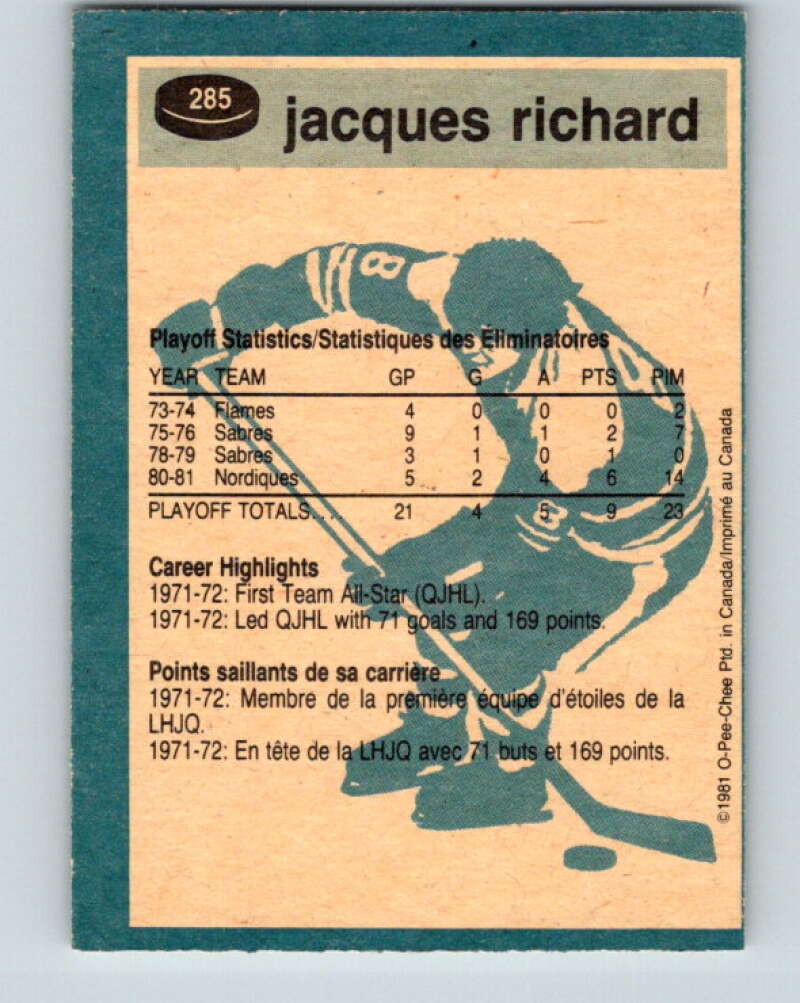 285
jacques richard
8
Playoff Statistics/Statistiques des Éliminatoires
YEAR TEAM GP G A PTS PIM
73-74 Flames 4 0 0 0 2
75-76 Sabres 9 1 1 2 7
78-79 Sabres 3 1 0 1 0
80-81 Nordiques 5 2 4 6 14
PLAYOFF TOTALS.... 21 4 5 9 23
Career Highlights
1971-72: First Team All-Star (QJHL).
1971-72: Led QJHL with 71 goals and 169 points.
Points saillants de sa carrière
1971-72: Membre de la première équipe d'étoiles de la
LHJQ.
1971-72: En tête de la LHJQ avec 71 buts et 169 points.
©1981 O-Pee-Chee Ptd. in Canada/Imprimé au Canada